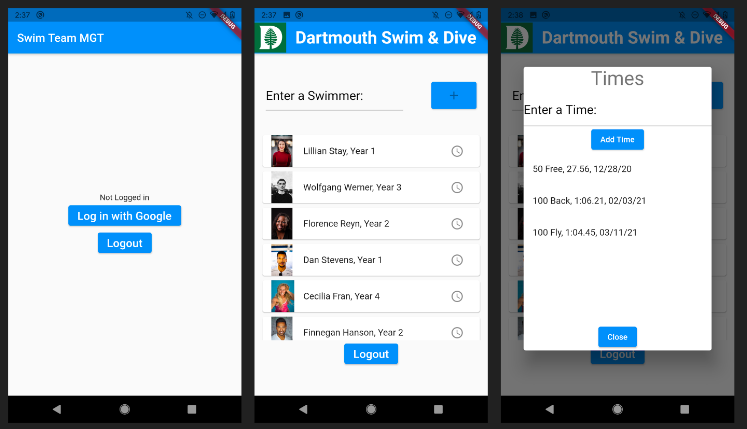 2:37
DEBUG
Swim Team MGT
Not Logged in
Log in with Google
Logout
2:37
DEBUG
Dartmouth Swim & Dive
D
Enter a Swimmer:
+
Lillian Stay, Year 1
Wolfgang Werner, Year 3
Florence Reyn, Year 2
Dan Stevens, Year 1
Cecilia Fran, Year 4
Finnegan Hanson, Year 2
Logout
2:38
DEBUG
Dartmouth Swim & Dive
D
En
Times
Enter a Time:
Add Time
50 Free, 27.56, 12/28/20
100 Back, 1:06.21, 02/03/21
100 Fly, 1:04.45, 03/11/21
Close
Logout